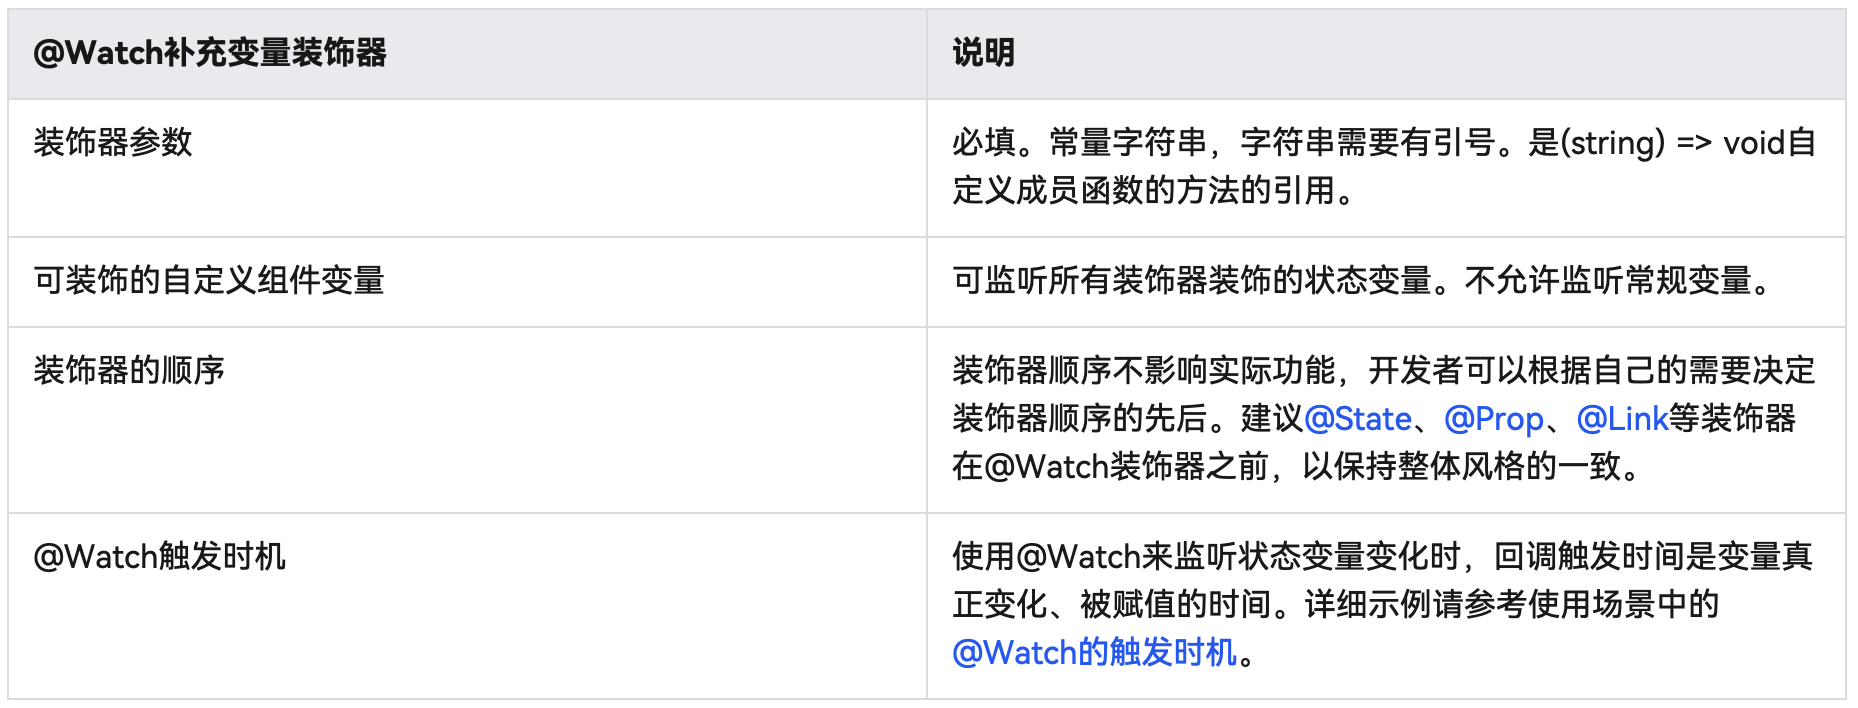 @Watch补充变量装饰器
说明
装饰器参数
必填。常量字符串，字符串需要有引号。是(string) => void自
定义成员函数的方法的引用。
可装饰的自定义组件变量
可监听所有装饰器装饰的状态变量。不允许监听常规变量。
装饰器的顺序
装饰器顺序不影响实际功能，开发者可以根据自己的需要决定
装饰器顺序的先后。建议@State、@Prop、@Link等装饰器
在@Watch装饰器之前，以保持整体风格的一致。
@Watch触发时机
使用@Watch来监听状态变量变化时，回调触发时间是变量真
正变化、被赋值的时间。详细示例请参考使用场景中的
@Watch的触发时机。